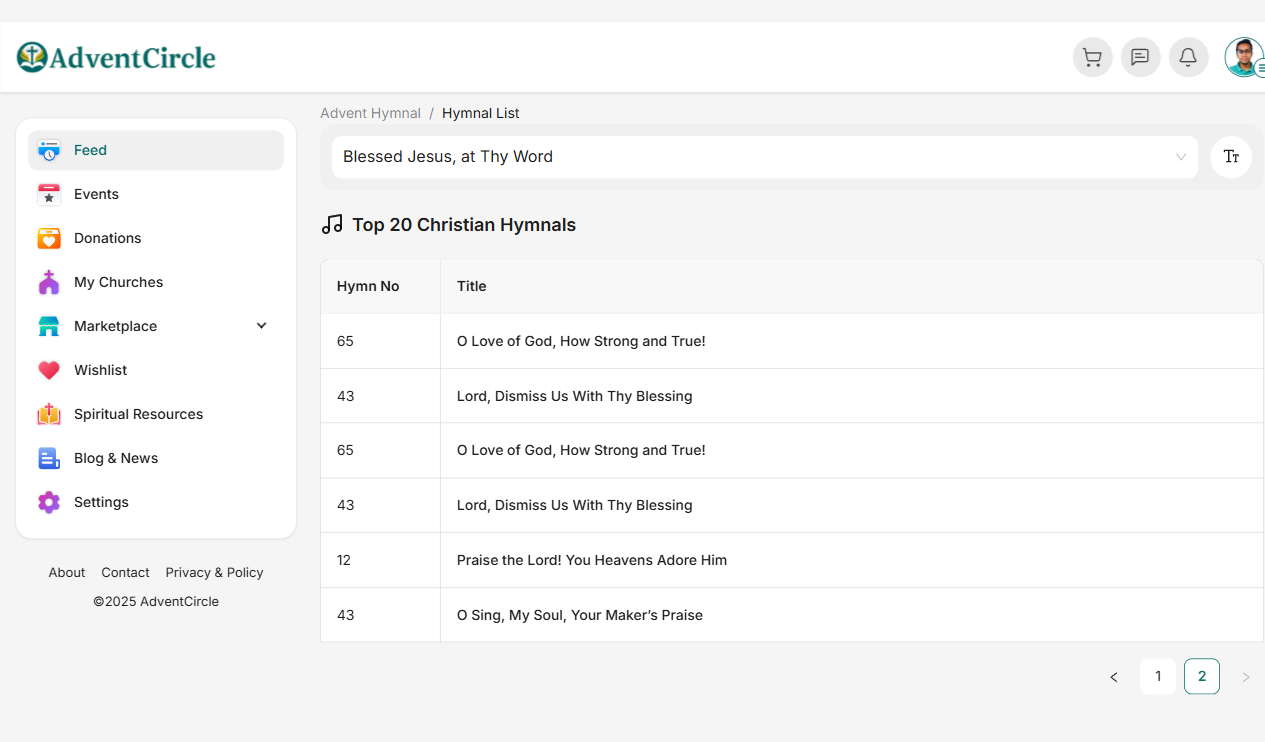 AdventCircle
Advent Hymnal / Hymnal List
Blessed Jesus, at Thy Word
Tт
Feed
Events
Donations
My Churches
Marketplace
Wishlist
Spiritual Resources
Blog & News
Settings
About Contact Privacy & Policy
©2025 AdventCircle
Top 20 Christian Hymnals
Hymn No Title
65 O Love of God, How Strong and True!
43 Lord, Dismiss Us With Thy Blessing
65 O Love of God, How Strong and True!
43 Lord, Dismiss Us With Thy Blessing
12 Praise the Lord! You Heavens Adore Him
43 O Sing, My Soul, Your Maker’s Praise
< 1 2 >